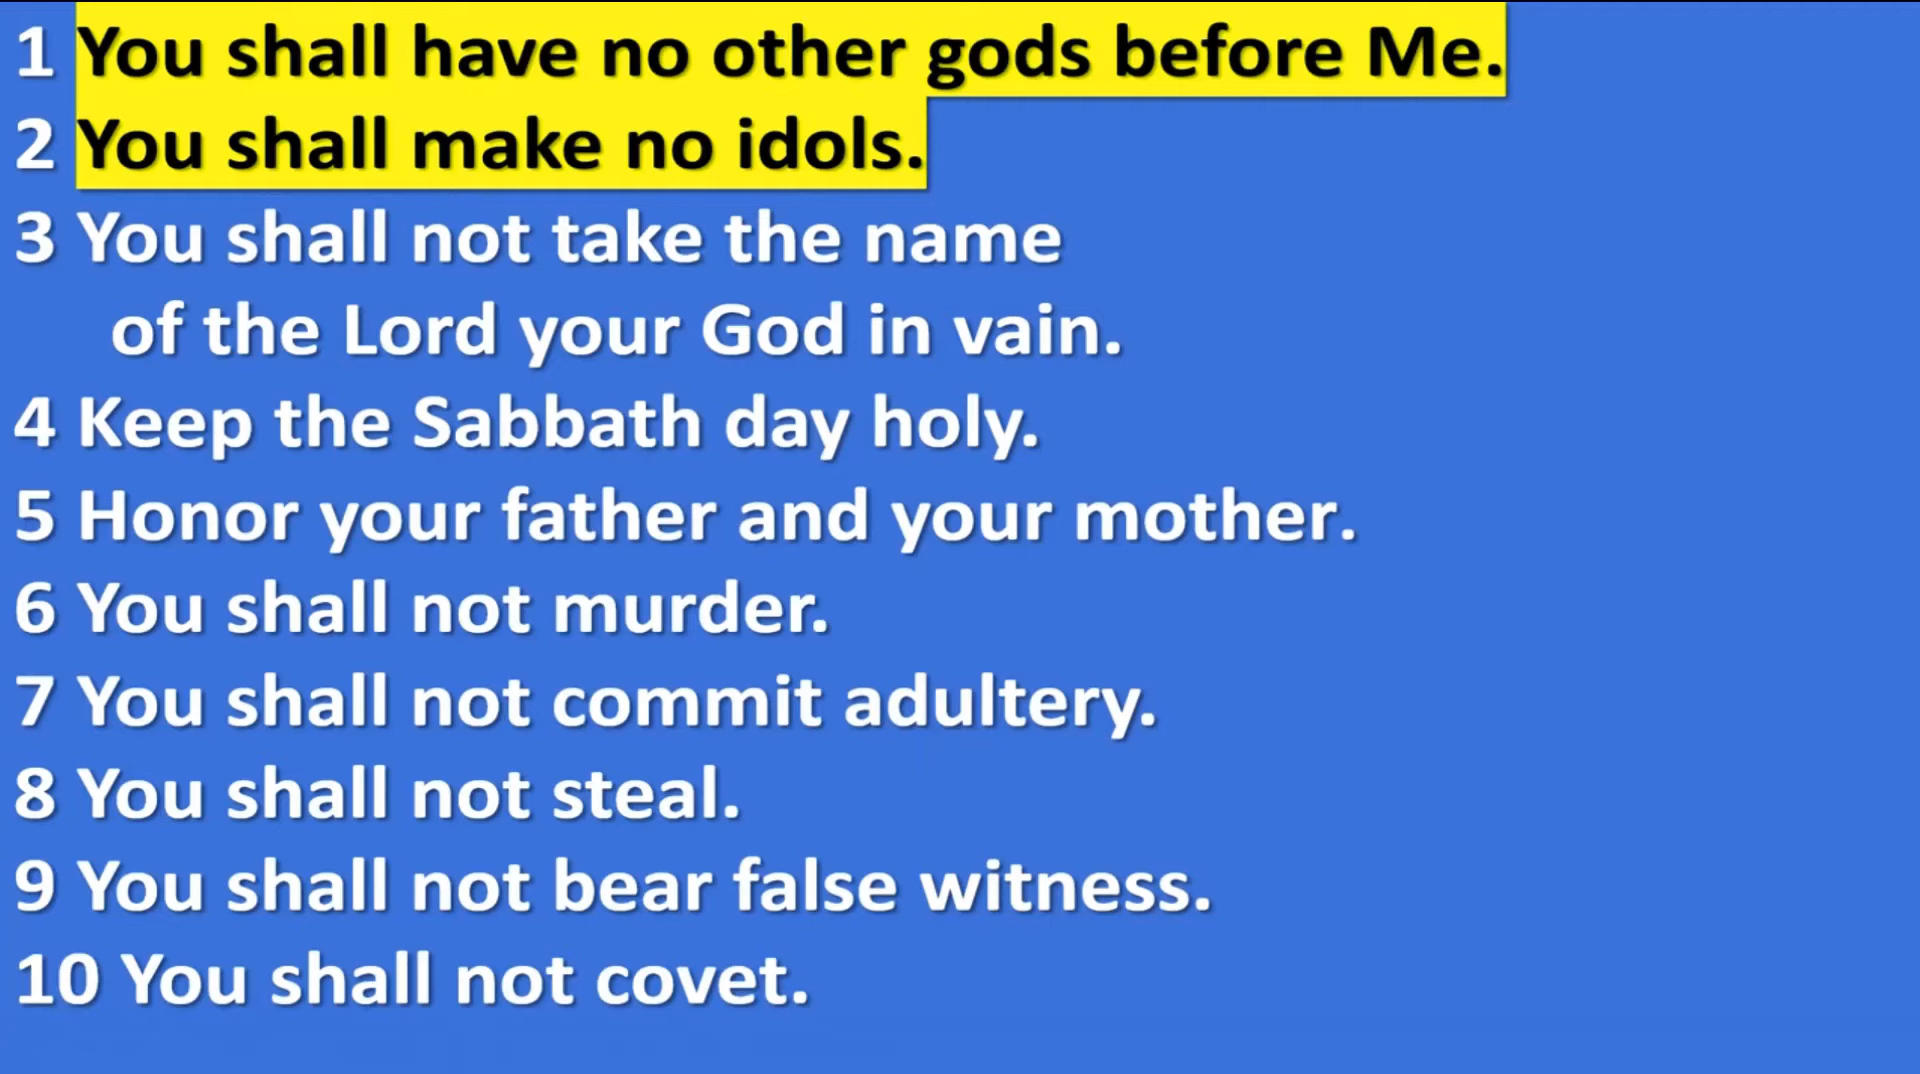 1 You shall have no other gods before Me.
2 You shall make no idols.
3 You shall not take the name
of the Lord your God in vain.
4 Keep the Sabbath day holy.
5 Honor your father and your mother.
6 You shall not murder.
7 You shall not commit adultery.
8 You shall not steal.
9 You shall not bear false witness.
10 You shall not covet.